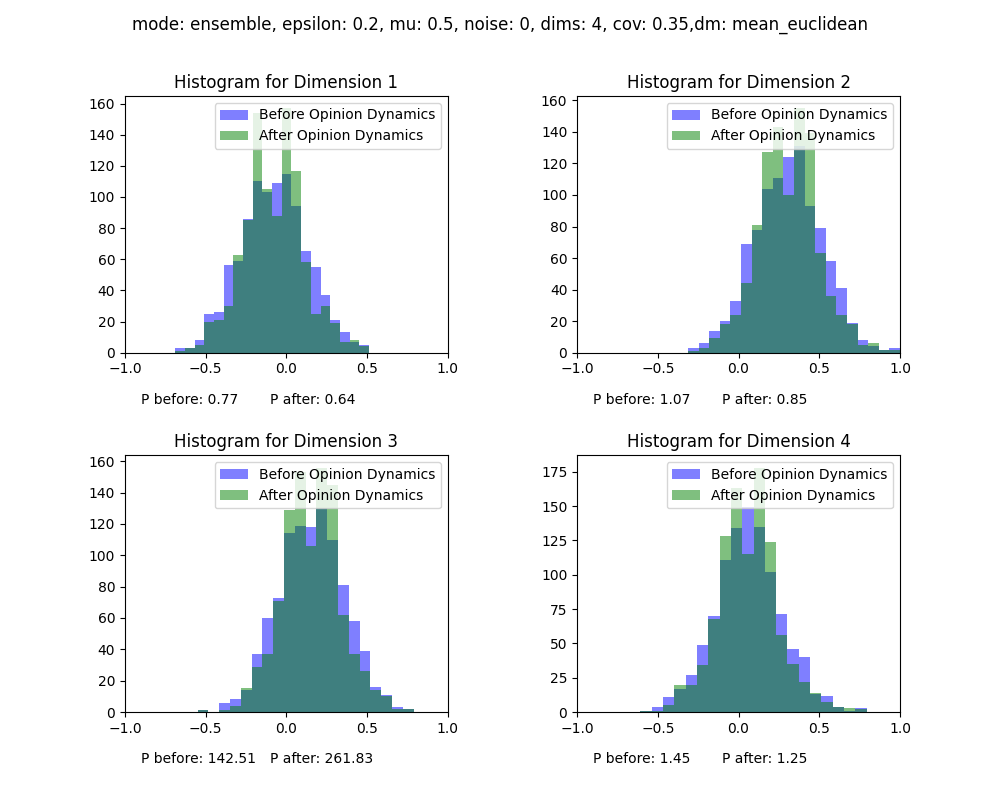 mode: ensemble, epsilon: 0.2, mu: 0.5, noise: 0, dims: 4, cov: 0.35,dm: mean_euclidean
Histogram for Dimension 1
Before Opinion Dynamics
After Opinion Dynamics
160
140
120
100
80
60
40
20
0
−1.0 −0.5 0.0 0.5 1.0
P before: 0.77 P after: 0.64
Histogram for Dimension 2
Before Opinion Dynamics
After Opinion Dynamics
160
140
120
100
80
60
40
20
0
−1.0 −0.5 0.0 0.5 1.0
P before: 1.07 P after: 0.85
Histogram for Dimension 3
Before Opinion Dynamics
After Opinion Dynamics
160
140
120
100
80
60
40
20
0
−1.0 −0.5 0.0 0.5 1.0
P before: 142.51 P after: 261.83
Histogram for Dimension 4
Before Opinion Dynamics
After Opinion Dynamics
175
150
125
100
75
50
25
0
−1.0 −0.5 0.0 0.5 1.0
P before: 1.45 P after: 1.25